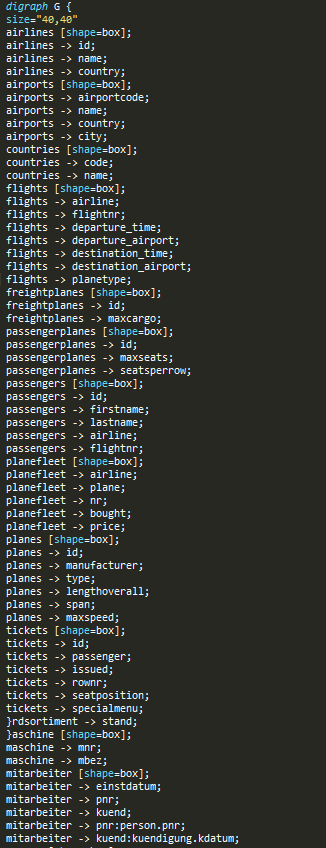 digraph G {
size="40,40"
airlines [shape=box];
airlines -> id;
airlines -> name;
airlines -> country;
airports [shape=box];
airports -> airportcode;
airports -> name;
airports -> country;
airports -> city;
countries [shape=box];
countries -> code;
countries -> name;
flights [shape=box];
flights -> airline;
flights -> flightnr;
flights -> departure_time;
flights -> departure_airport;
flights -> destination_time;
flights -> destination_airport;
flights -> planetype;
freightplanes [shape=box];
freightplanes -> id;
freightplanes -> maxcargo;
passengerplanes [shape=box];
passengerplanes -> id;
passengerplanes -> maxseats;
passengerplanes -> seatsperrow;
passengers [shape=box];
passengers -> id;
passengers -> firstname;
passengers -> lastname;
passengers -> airline;
passengers -> flightnr;
planefleet [shape=box];
planefleet -> airline;
planefleet -> plane;
planefleet -> nr;
planefleet -> bought;
planefleet -> price;
planes [shape=box];
planes -> id;
planes -> manufacturer;
planes -> type;
planes -> lengthoverall;
planes -> span;
planes -> maxspeed;
tickets [shape=box];
tickets -> id;
tickets -> passenger;
tickets -> issued;
tickets -> rownr;
tickets -> seatposition;
tickets -> specialmenu;
}rdsortiment -> stand;
}aschine [shape=box];
maschine -> mnr;
maschine -> mbez;
mitarbeiter [shape=box];
mitarbeiter -> einstdatum;
mitarbeiter -> pnr;
mitarbeiter -> kuend;
mitarbeiter -> pnr:person.pnr;
mitarbeiter -> kuend:kuendigung.kdatum;